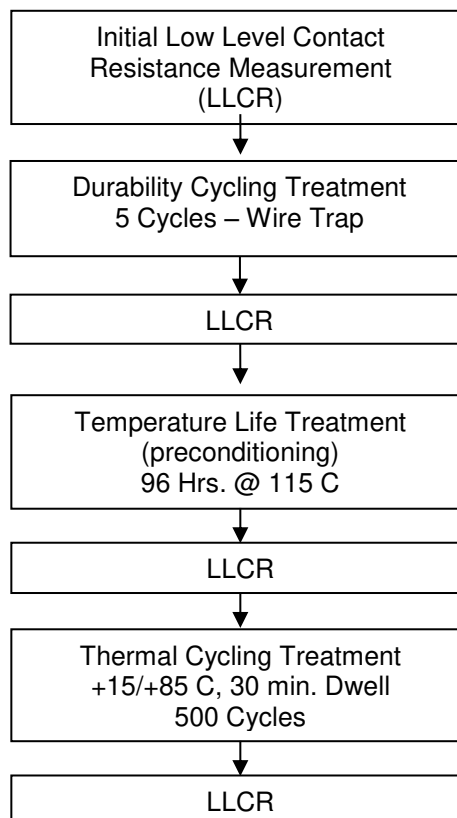 Initial Low Level Contact
Resistance Measurement
(LLCR)
Durability Cycling Treatment
5 Cycles – Wire Trap
LLCR
Temperature Life Treatment
(preconditioning)
96 Hrs. @ 115 C
LLCR
Thermal Cycling Treatment
+15/+85 C, 30 min. Dwell
500 Cycles
LLCR